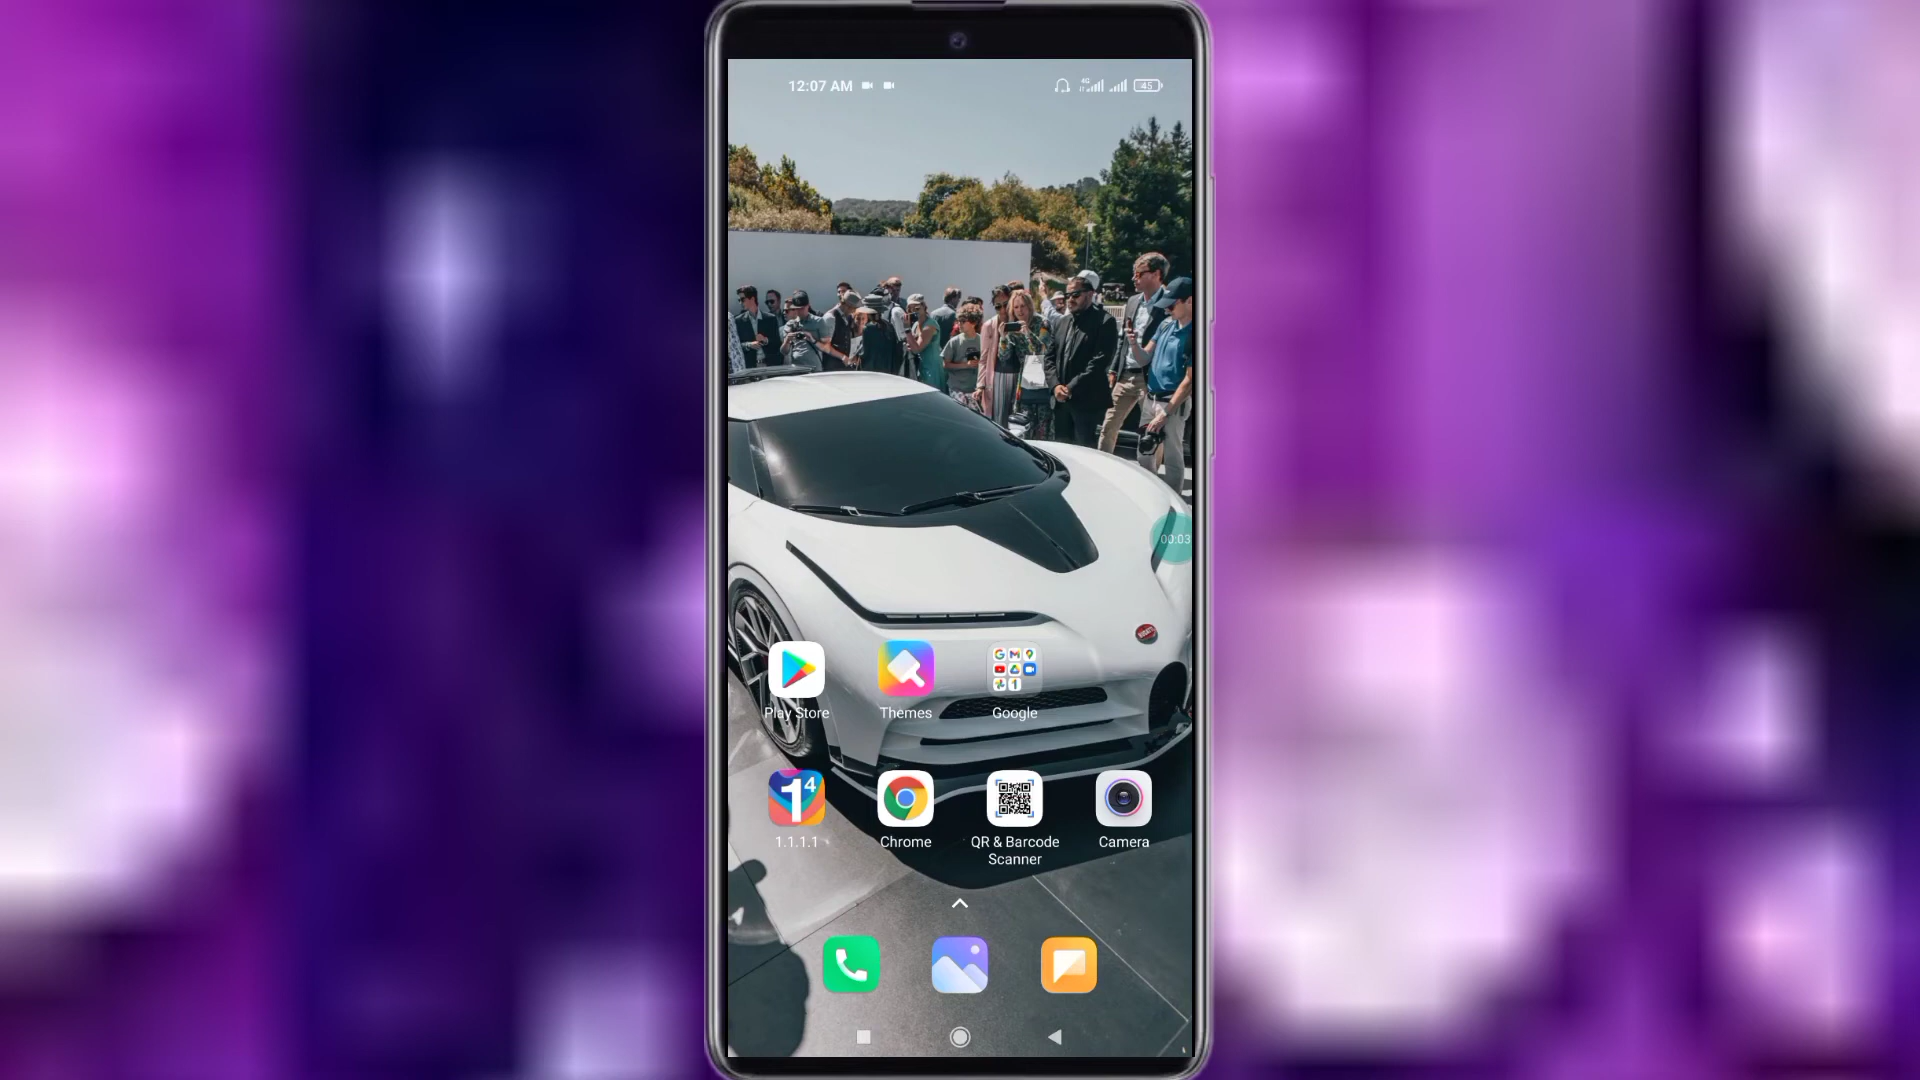 12:07 AM
4G
45
00:03
Play Store
Themes
Google
1.1.1.1
Chrome
QR & Barcode
Scanner
Camera